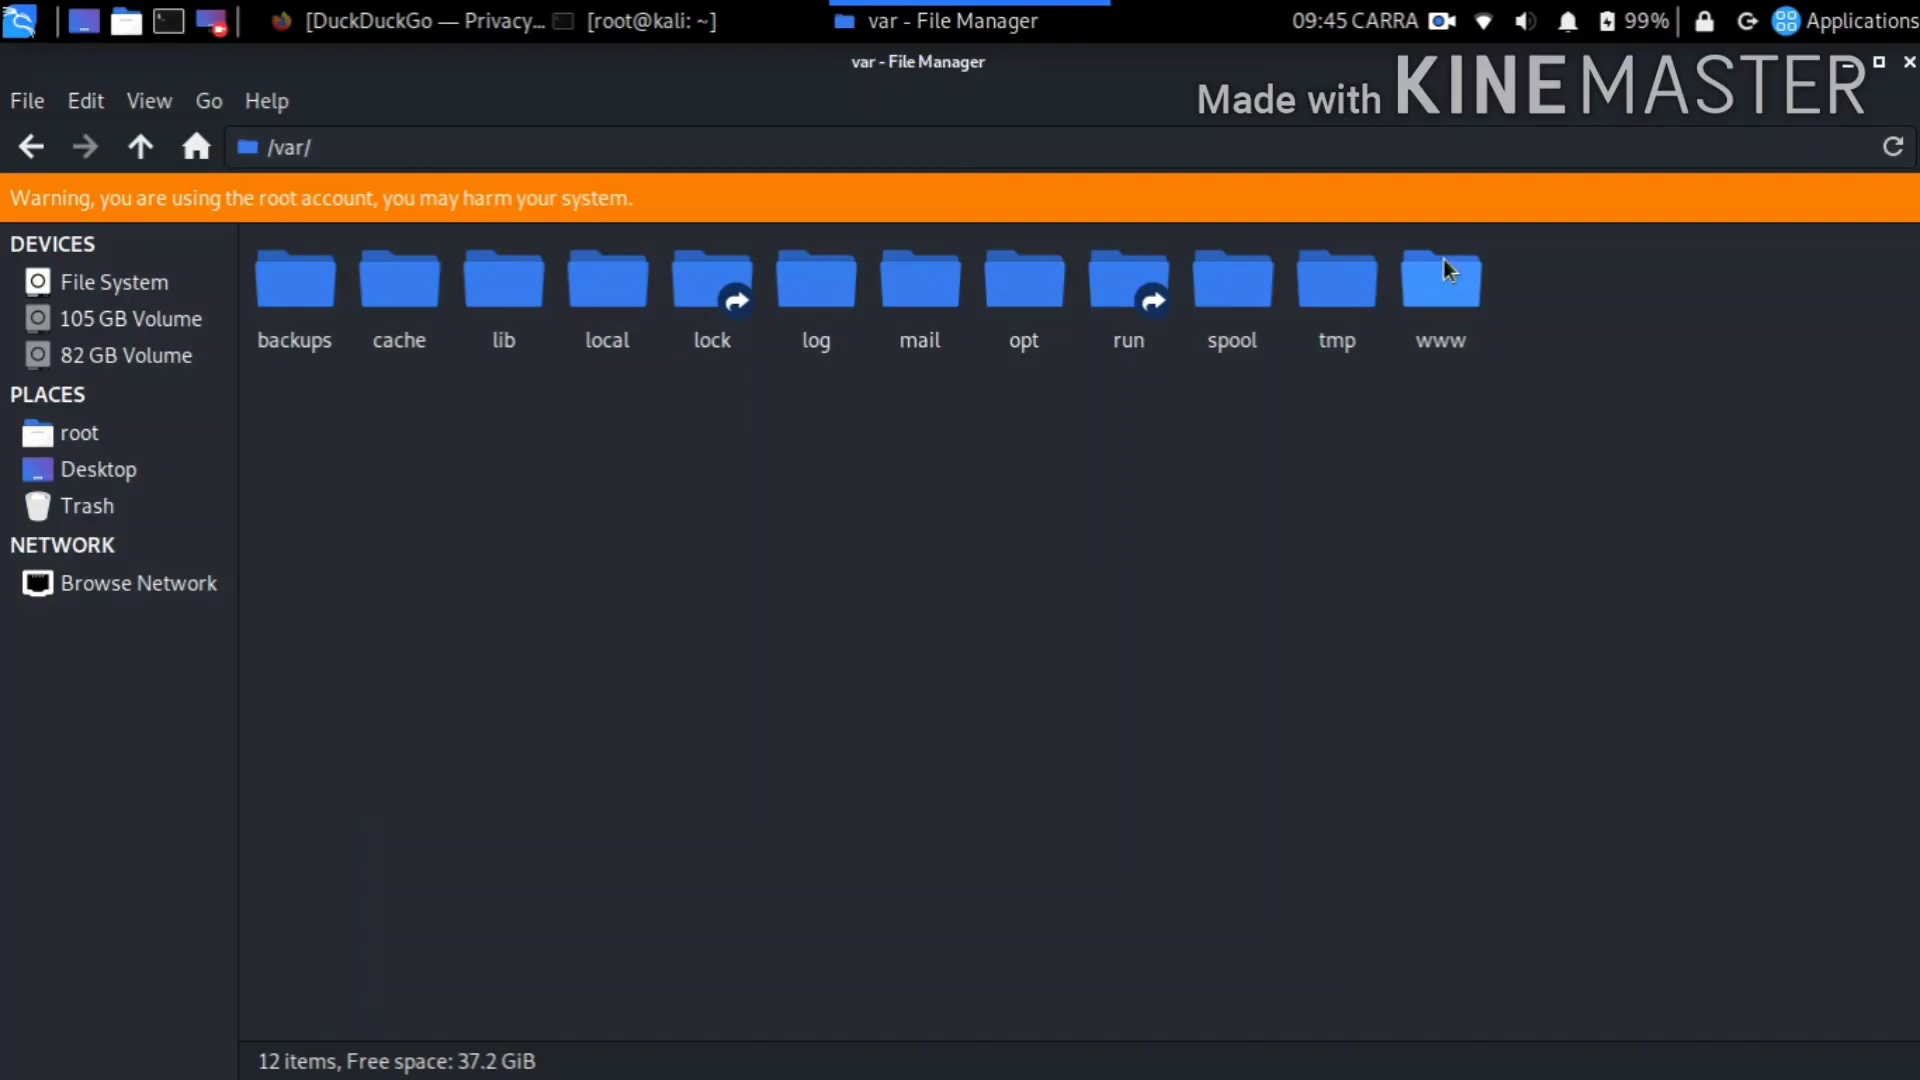 [DuckDuckGo — Privacy... [root@kali: ~] var - File Manager 09:45 CARRA 99% Applications
var - File Manager
Made with KINEMASTER
File Edit View Go Help
/var/
Warning, you are using the root account, you may harm your system.
DEVICES
File System
105 GB Volume
82 GB Volume
PLACES
root
Desktop
Trash
NETWORK
Browse Network
backups cache lib local lock log mail opt run spool tmp www
12 items, Free space: 37.2 GiB